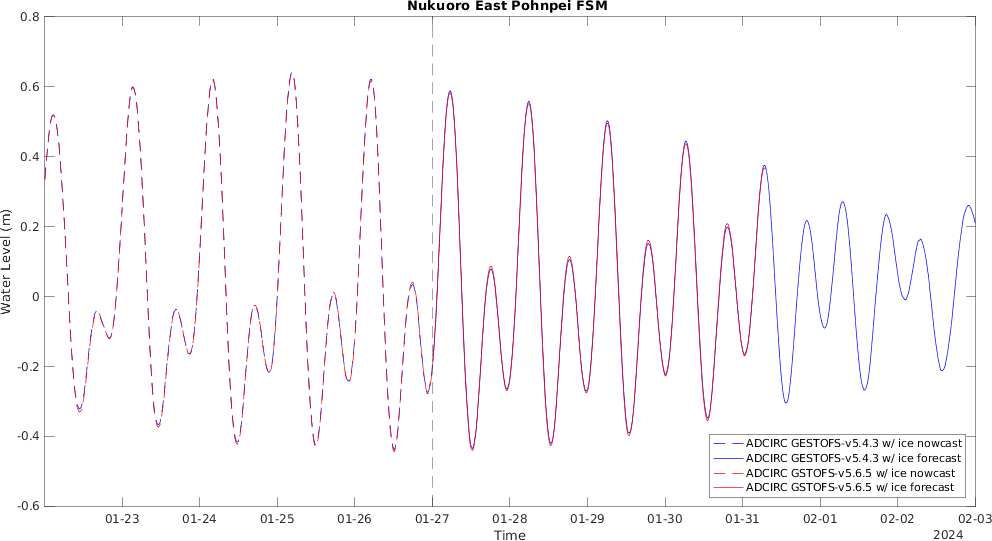 Nukuoro East Pohnpei FSM
0.8
0.6
0.4
0.2
0
-0.2
-0.4
-0.6
Water Level (m)
ADCIRC GESTOFS-v5.4.3 w/ ice nowcast
ADCIRC GESTOFS-v5.4.3 w/ ice forecast
ADCIRC GSTOFS-v5.6.5 w/ ice nowcast
ADCIRC GSTOFS-v5.6.5 w/ ice forecast
01-23 01-24 01-25 01-26 01-27 01-28 01-29 01-30 01-31 02-01 02-02 02-03
Time
2024